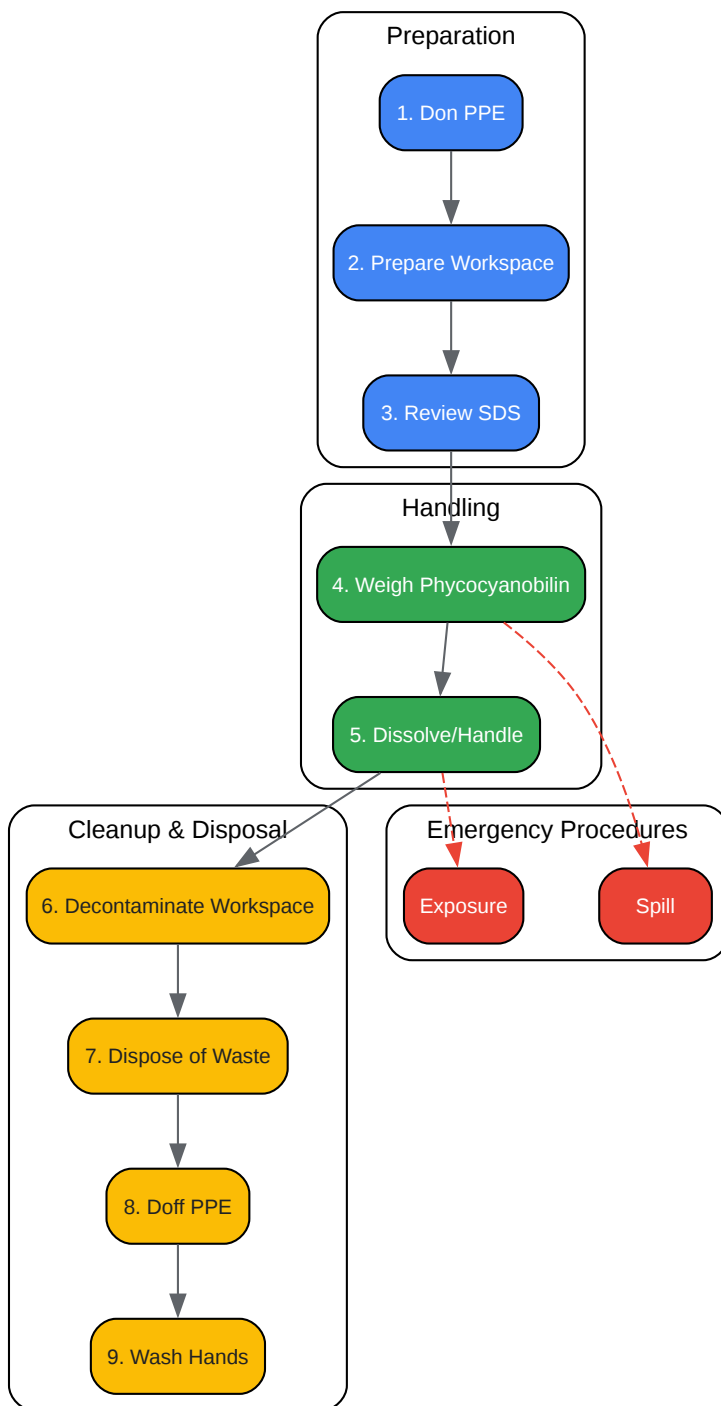 Preparation
1. Don PPE
2. Prepare Workspace
3. Review SDS
Handling
4. Weigh Phycocyanobilin
5. Dissolve/Handle
Cleanup & Disposal
Emergency Procedures
6. Decontaminate Workspace
Exposure
Spill
7. Dispose of Waste
8. Doff PPE
9. Wash Hands